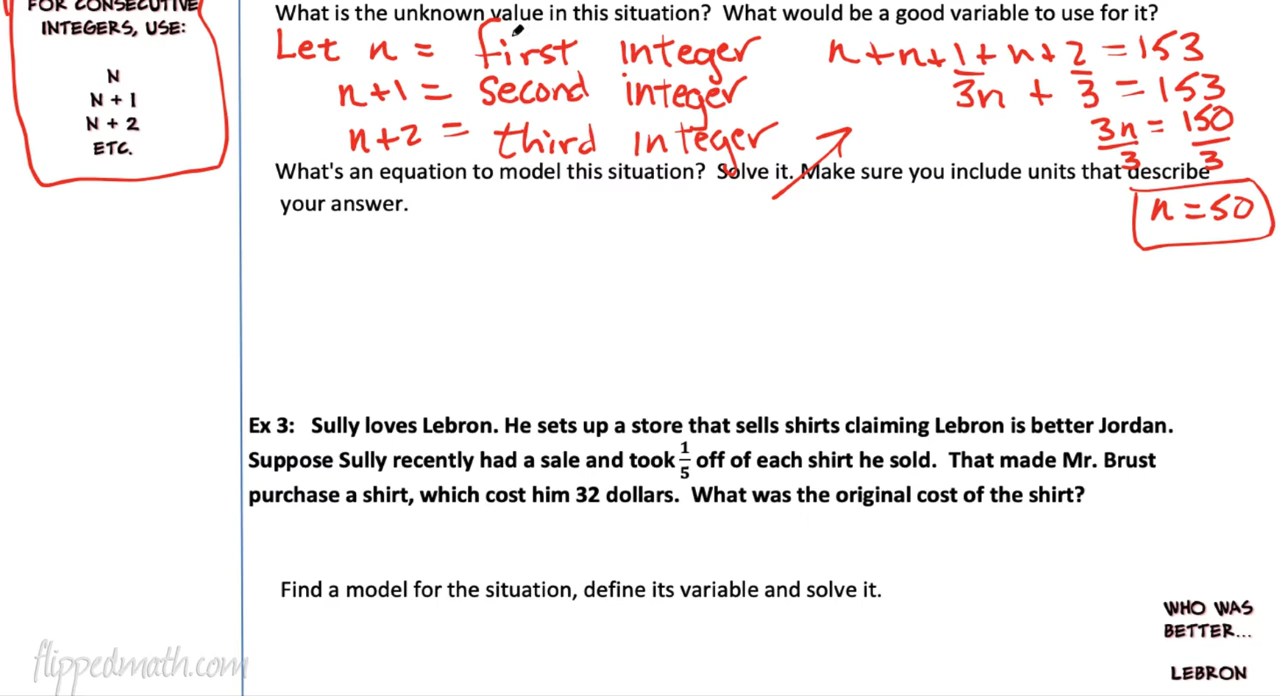 FOR CONSECUTIVE
INTEGERS, USE:
N
N + 1
N + 2
ETC.
What is the unknown value in this situation? What would be a good variable to use for it?
Let n = first integer
n+1 = second integer
n+2 = third integer
n+n+1+n+2 = 153
3n + 3 = 153
3n = 150
3 3
n = 50
What's an equation to model this situation? Solve it. Make sure you include units that describe
your answer.
Ex 3: Sully loves Lebron. He sets up a store that sells shirts claiming Lebron is better Jordan.
Suppose Sully recently had a sale and took 1/5 off of each shirt he sold. That made Mr. Brust
purchase a shirt, which cost him 32 dollars. What was the original cost of the shirt?
Find a model for the situation, define its variable and solve it.
WHO WAS
BETTER...
LEBRON
flippedmath.com